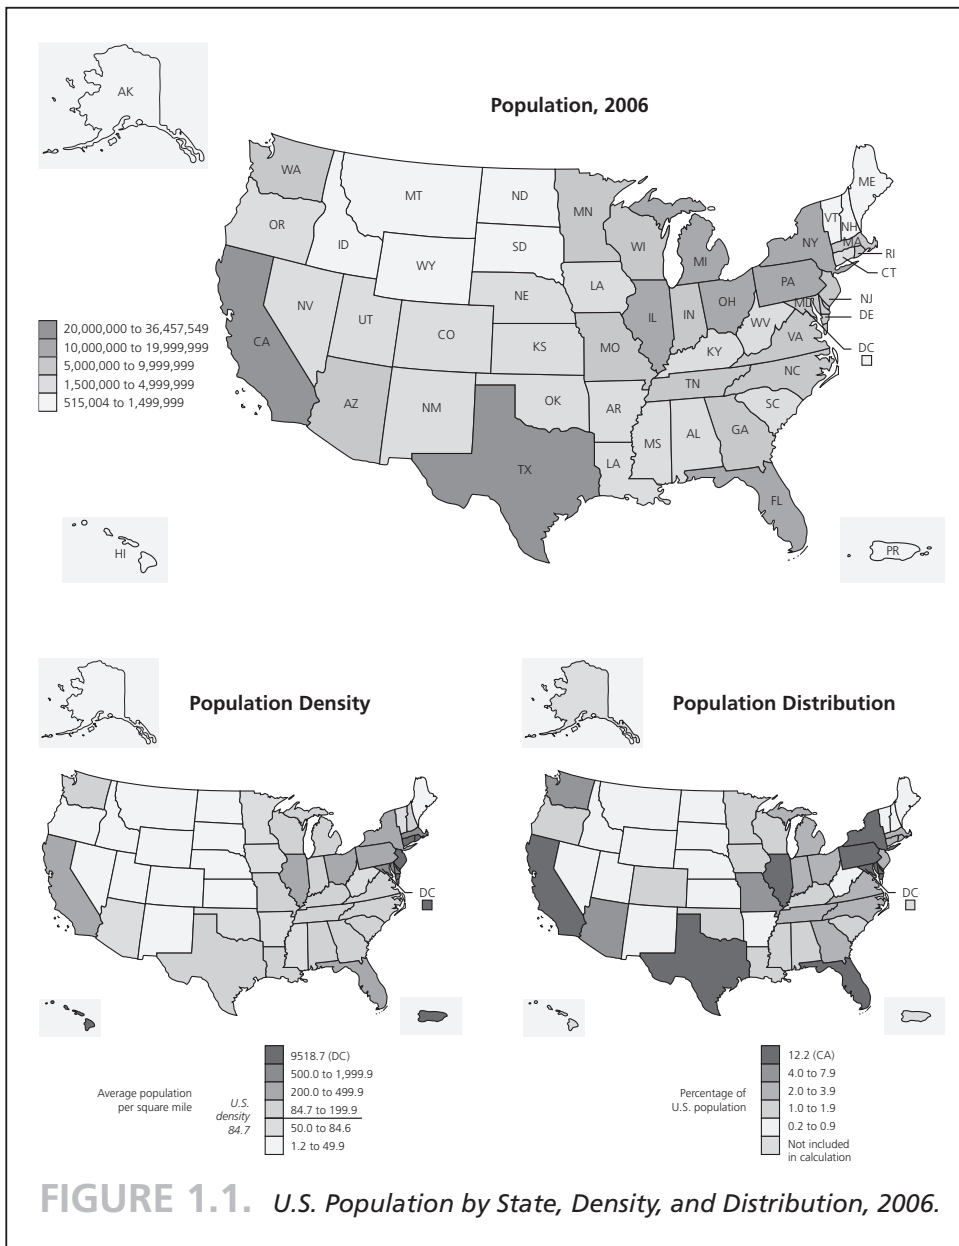 AK
Population, 2006
WA
MT
ND
MN
ME
VT
NH
OR
ID
SD
WI
MI
NY
MA
RI
CT
WY
PA
NV
UT
NE
LA
IL
IN
OH
NJ
DE
MD
WV
VA
DC
CA
CO
KS
MO
KY
NC
TN
AZ
NM
OK
AR
SC
MS
AL
GA
TX
LA
FL
20,000,000 to 36,457,549
10,000,000 to 19,999,999
5,000,000 to 9,999,999
1,500,000 to 4,999,999
515,004 to 1,499,999
HI
PR
Population Density
DC
Average population
per square mile
U.S.
density
84.7
9518.7 (DC)
500.0 to 1,999.9
200.0 to 499.9
84.7 to 199.9
50.0 to 84.6
1.2 to 49.9
Population Distribution
DC
Percentage of
U.S. population
12.2 (CA)
4.0 to 7.9
2.0 to 3.9
1.0 to 1.9
0.2 to 0.9
Not included
in calculation
FIGURE 1.1. U.S. Population by State, Density, and Distribution, 2006.